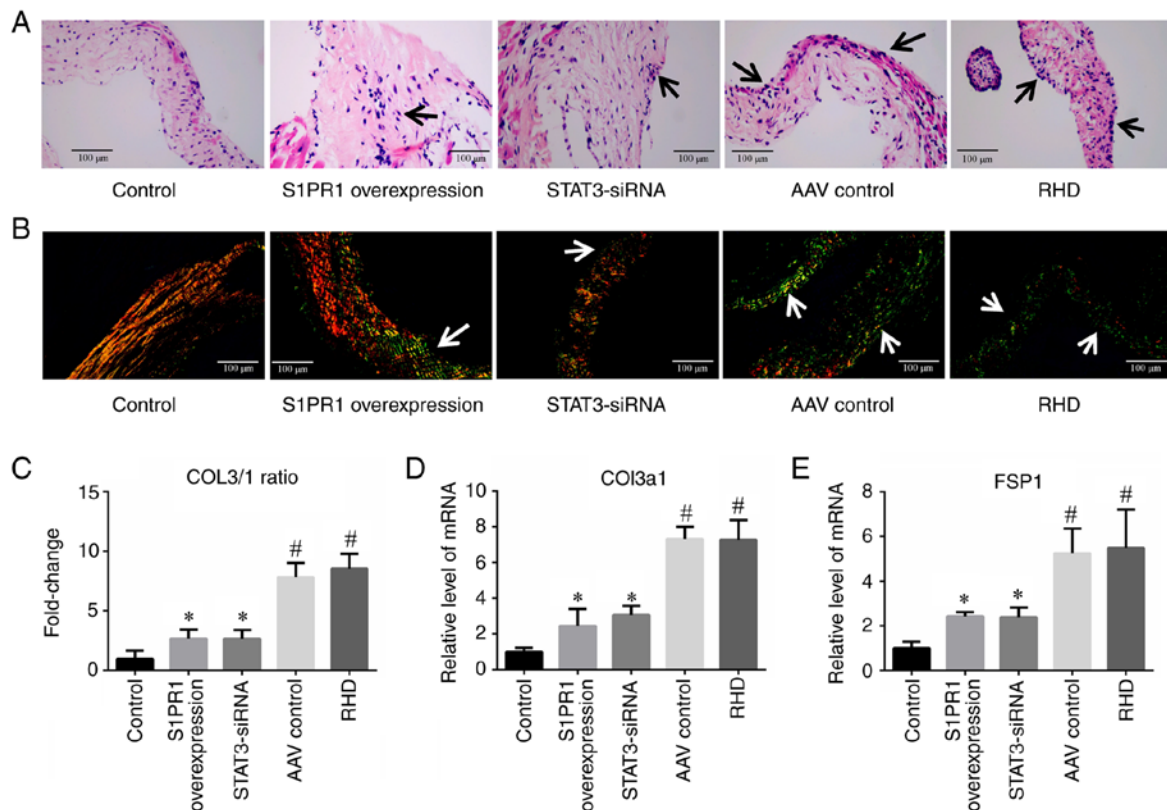 A
100 μm
100 μm
100 μm
100 μm
100 μm
Control
S1PR1 overexpression
STAT3-siRNA
AAV control
RHD
B
100 μm
100 μm
100 μm
100 μm
100 μm
Control
S1PR1 overexpression
STAT3-siRNA
AAV control
RHD
C
COL3/1 ratio
Fold-change
15
10
5
0
*
*
#
#
Control
S1PR1
overexpression
STAT3-siRNA
AAV control
RHD
D
COl3a1
Relative level of mRNA
10
8
6
4
2
0
*
*
#
#
Control
S1PR1
overexpression
STAT3-siRNA
AAV control
RHD
E
FSP1
Relative level of mRNA
8
6
4
2
0
*
*
#
#
Control
S1PR1
overexpression
STAT3-siRNA
AAV control
RHD